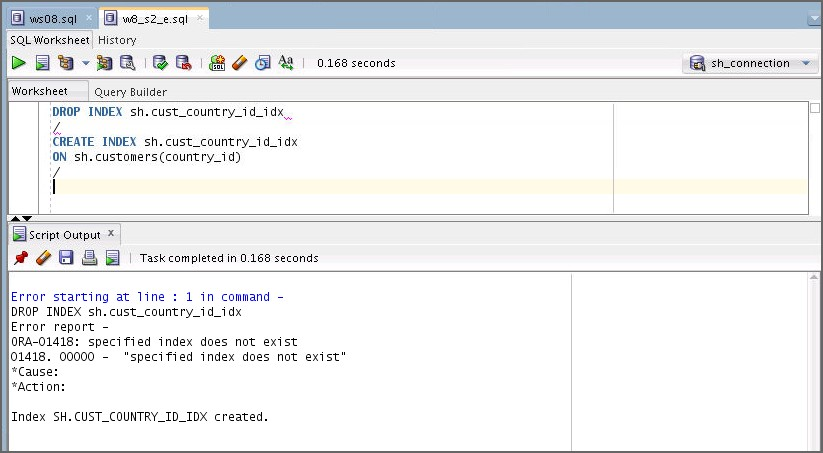 ws08.sql w8_s2_e.sql
SQL Worksheet History
0.168 seconds sh_connection
Worksheet Query Builder
DROP INDEX sh.cust_country_id_idx
/
CREATE INDEX sh.cust_country_id_idx
ON sh.customers(country_id)
/
Script Output x
Task completed in 0.168 seconds
Error starting at line : 1 in command -
DROP INDEX sh.cust_country_id_idx
Error report -
ORA-01418: specified index does not exist
01418. 00000 -  "specified index does not exist"
*Cause:
*Action:
Index SH.CUST_COUNTRY_ID_IDX created.